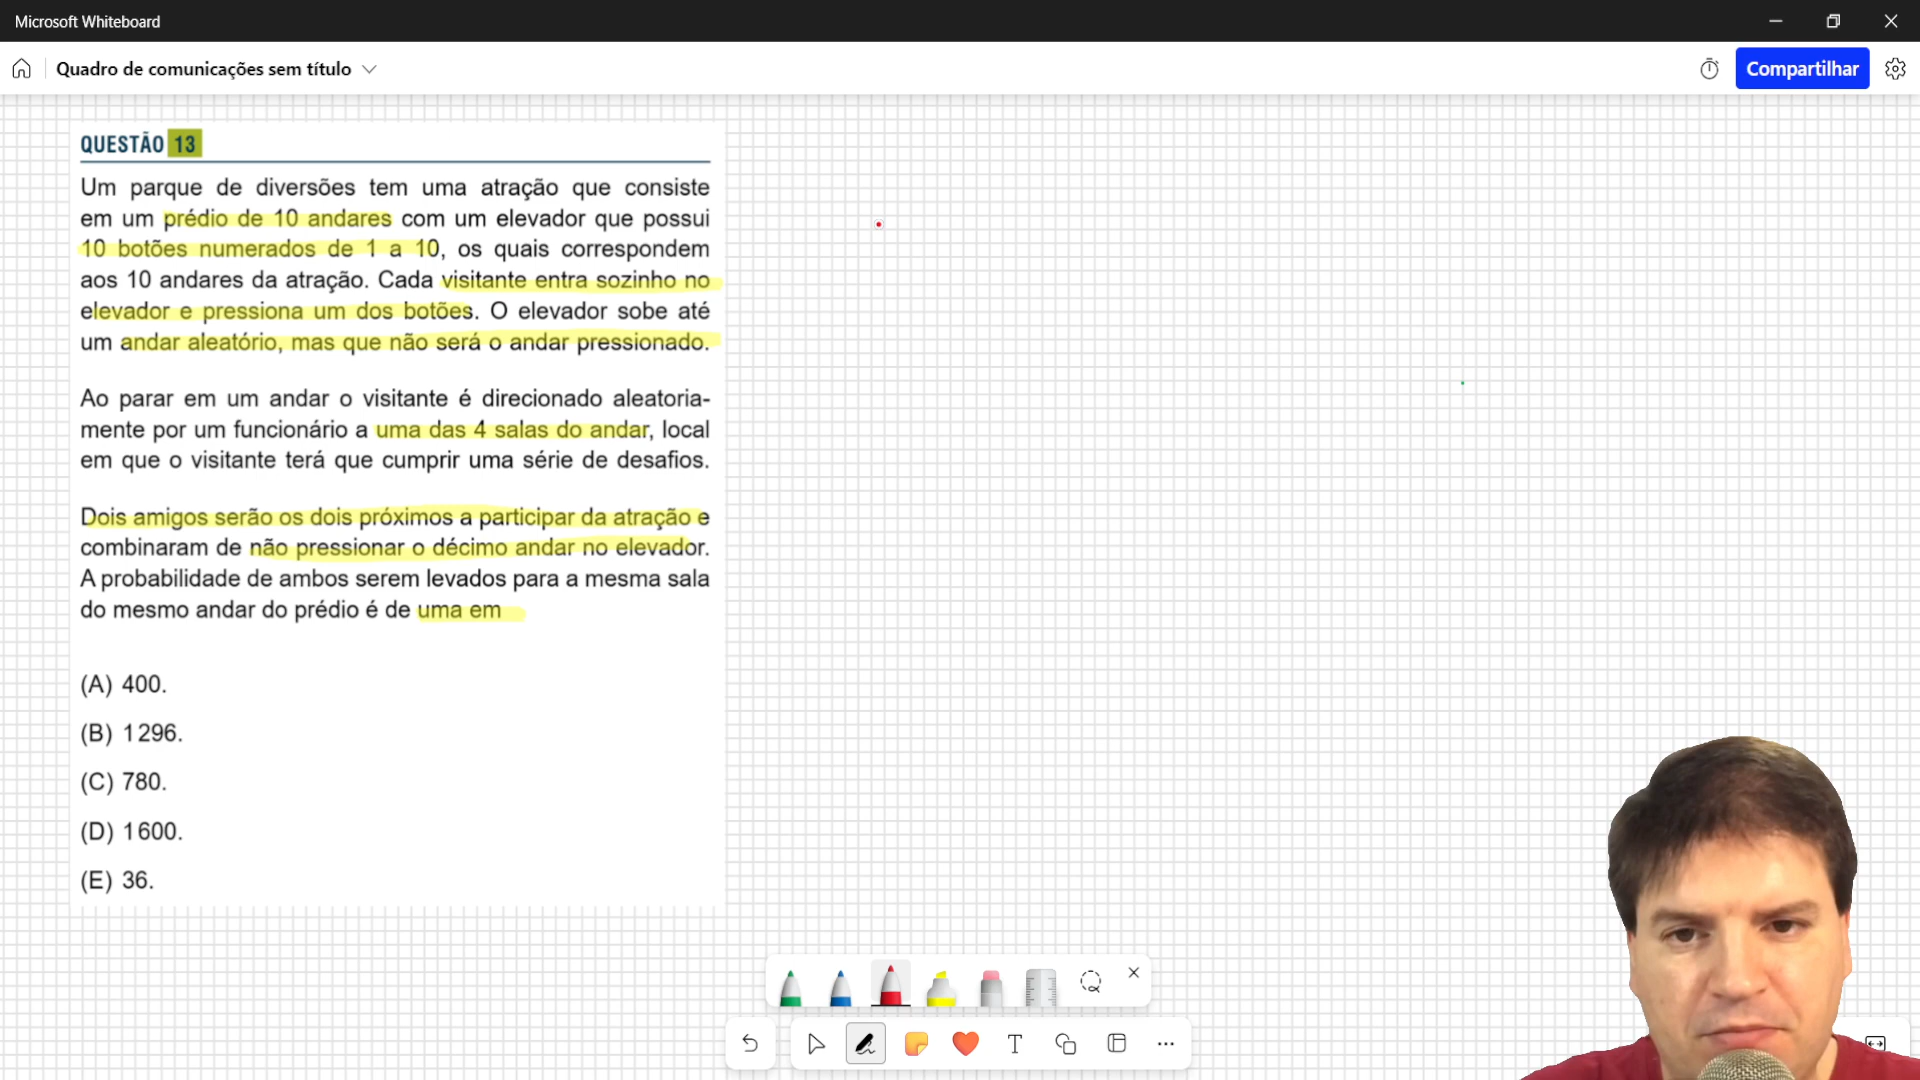 Microsoft Whiteboard
Quadro de comunicações sem título
Compartilhar
QUESTÃO 13
Um parque de diversões tem uma atração que consiste
em um prédio de 10 andares com um elevador que possui
10 botões numerados de 1 a 10, os quais correspondem
aos 10 andares da atração. Cada visitante entra sozinho no
elevador e pressiona um dos botões. O elevador sobe até
um andar aleatório, mas que não será o andar pressionado.
Ao parar em um andar o visitante é direcionado aleatoria-
mente por um funcionário a uma das 4 salas do andar, local
em que o visitante terá que cumprir uma série de desafios.
Dois amigos serão os dois próximos a participar da atração e
combinaram de não pressionar o décimo andar no elevador.
A probabilidade de ambos serem levados para a mesma sala
do mesmo andar do prédio é de uma em
(A) 400.
(B) 1296.
(C) 780.
(D) 1600.
(E) 36.